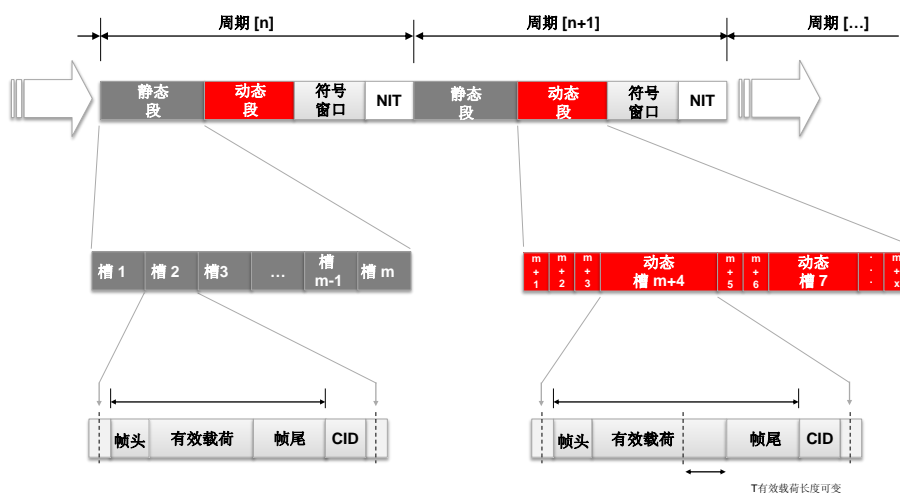 周期 [n]
周期 [n+1]
周期 […]
静态
段
动态
段
符号
窗口
NIT
静态
段
动态
段
符号
窗口
NIT
槽 1
槽 2
槽3
…
槽
m-1
槽 m
m+1
m+2
m+3
动态
槽 m+4
m+5
m+6
动态
槽 7
...
m+x
帧头
有效载荷
帧尾
CID
帧头
有效载荷
帧尾
CID
T有效载荷长度可变